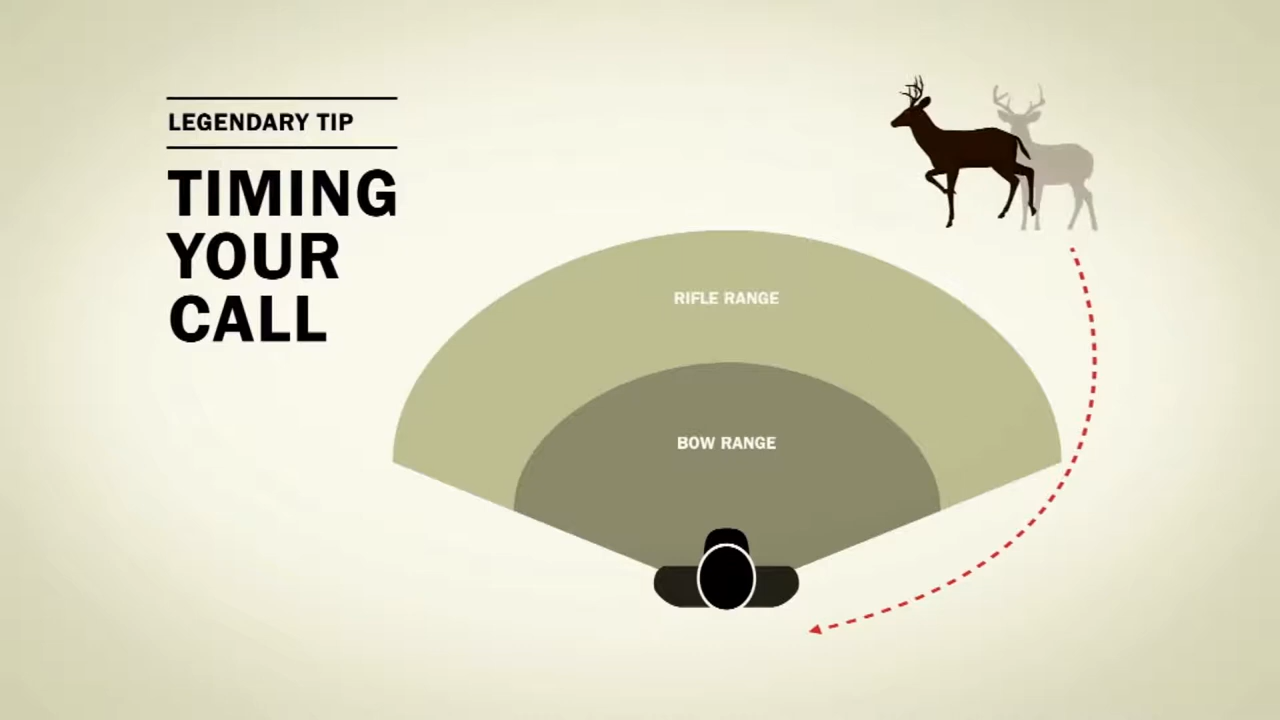 LEGENDARY TIP
TIMING
YOUR
CALL
RIFLE RANGE
BOW RANGE